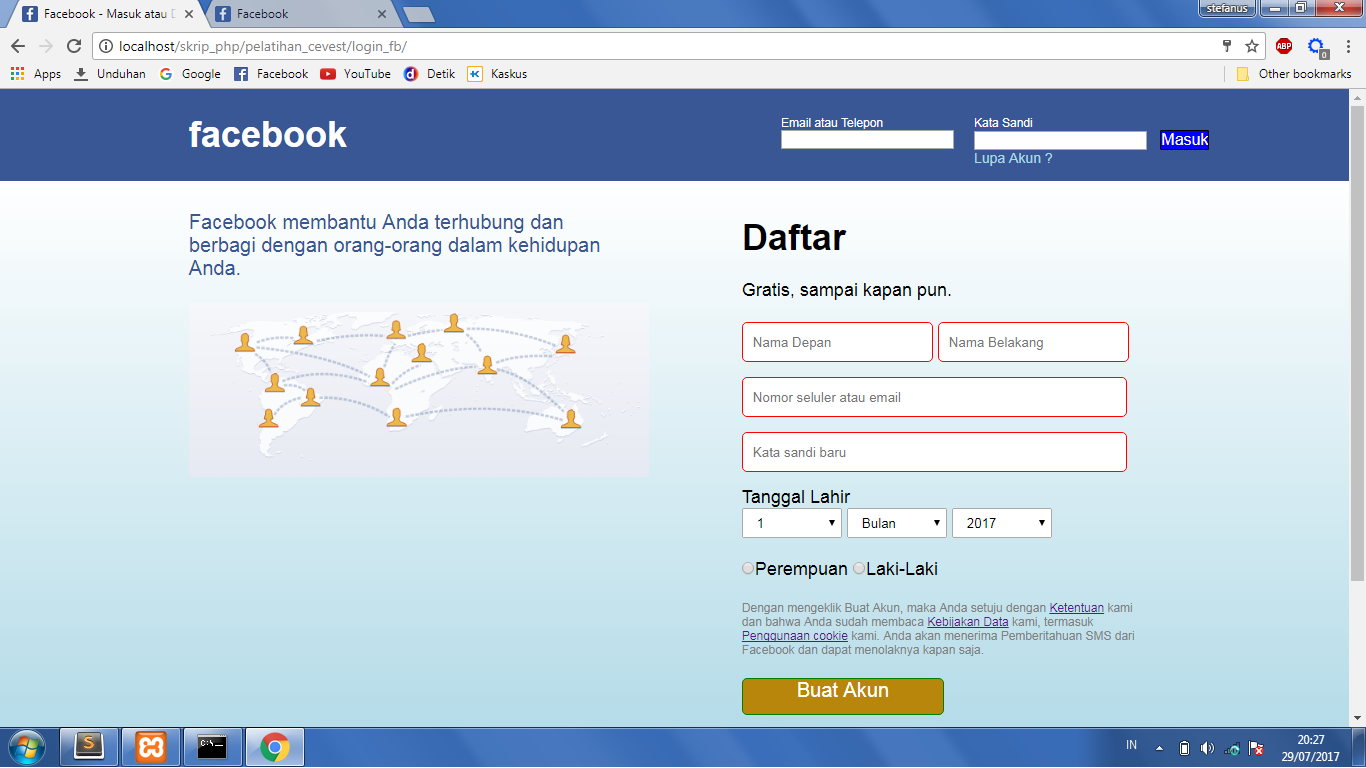 Facebook - Masuk atau D
Facebook
stefanus
localhost/skrip_php/pelatihan_cevest/login_fb/
ABP
0
Apps
Unduhan
Google
Facebook
YouTube
Detik
Kaskus
Other bookmarks
facebook
Email atau Telepon
Kata Sandi
Masuk
Lupa Akun ?
Facebook membantu Anda terhubung dan
berbagi dengan orang-orang dalam kehidupan
Anda.
Daftar
Gratis, sampai kapan pun.
Nama Depan
Nama Belakang
Nomor seluler atau email
Kata sandi baru
Tanggal Lahir
1
Bulan
2017
Perempuan
Laki-Laki
Dengan mengeklik Buat Akun, maka Anda setuju dengan Ketentuan kami
dan bahwa Anda sudah membaca Kebijakan Data kami, termasuk
Penggunaan cookie kami. Anda akan menerima Pemberitahuan SMS dari
Facebook dan dapat menolaknya kapan saja.
Buat Akun
IN
20:27
29/07/2017